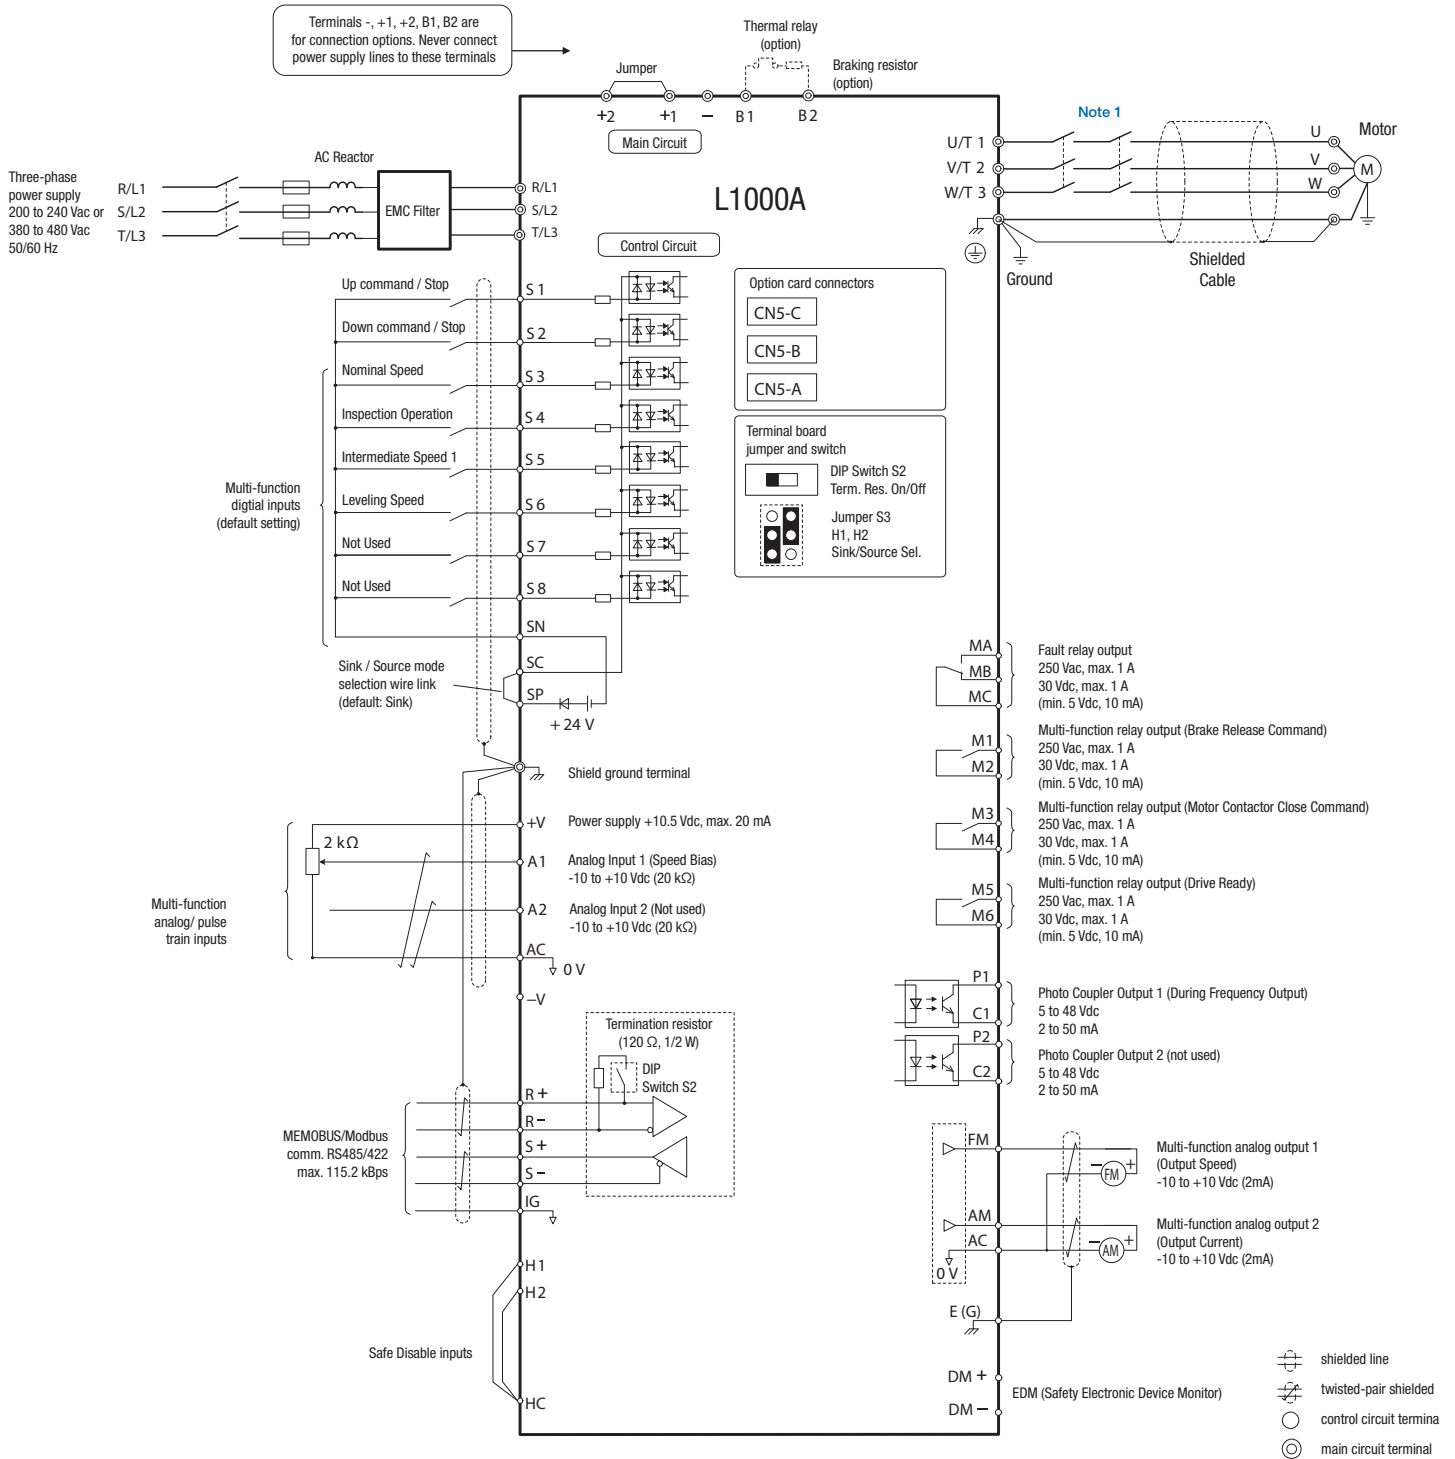 Terminals -, +1, +2, B1, B2 are
for connection options. Never connect
power supply lines to these terminals
Thermal relay
(option)
Jumper
Braking resistor
(option)
+2
+1
−
B1
B2
Main Circuit
Note 1
U/T 1
V/T 2
W/T 3
U
V
W
Motor
M
Ground
Shielded
Cable
Three-phase
power supply
200 to 240 Vac or
380 to 480 Vac
50/60 Hz
R/L1
S/L2
T/L3
AC Reactor
EMC Filter
R/L1
S/L2
T/L3
L1000A
Control Circuit
Up command / Stop
S 1
Down command / Stop
S 2
Nominal Speed
S 3
Inspection Operation
S 4
Intermediate Speed 1
S 5
Leveling Speed
S 6
Not Used
S 7
Not Used
S 8
Multi-function
digtial inputs
(default setting)
Option card connectors
CN5-C
CN5-B
CN5-A
Terminal board
jumper and switch
DIP Switch S2
Term. Res. On/Off
Jumper S3
H1, H2
Sink/Source Sel.
SN
SC
SP
+24 V
Sink / Source mode
selection wire link
(default: Sink)
Shield ground terminal
+V
Power supply +10.5 Vdc, max. 20 mA
2 kΩ
A1
Analog Input 1 (Speed Bias)
-10 to +10 Vdc (20 kΩ)
A2
Analog Input 2 (Not used)
-10 to +10 Vdc (20 kΩ)
AC
0 V
–V
Multi-function
analog/ pulse
train inputs
Termination resistor
(120 Ω, 1/2 W)
DIP
Switch S2
R+
R−
S+
S−
IG
MEMOBUS/Modbus
comm. RS485/422
max. 115.2 kBps
H1
H2
HC
Safe Disable inputs
MA
MB
MC
Fault relay output
250 Vac, max. 1 A
30 Vdc, max. 1 A
(min. 5 Vdc, 10 mA)
M1
M2
Multi-function relay output (Brake Release Command)
250 Vac, max. 1 A
30 Vdc, max. 1 A
(min. 5 Vdc, 10 mA)
M3
M4
Multi-function relay output (Motor Contactor Close Command)
250 Vac, max. 1 A
30 Vdc, max. 1 A
(min. 5 Vdc, 10 mA)
M5
M6
Multi-function relay output (Drive Ready)
250 Vac, max. 1 A
30 Vdc, max. 1 A
(min. 5 Vdc, 10 mA)
P1
C1
Photo Coupler Output 1 (During Frequency Output)
5 to 48 Vdc
2 to 50 mA
P2
C2
Photo Coupler Output 2 (not used)
5 to 48 Vdc
2 to 50 mA
FM
− FM +
Multi-function analog output 1
(Output Speed)
-10 to +10 Vdc (2mA)
AM
AC
0 V
− AM +
Multi-function analog output 2
(Output Current)
-10 to +10 Vdc (2mA)
E (G)
DM +
DM −
EDM (Safety Electronic Device Monitor)
shielded line
twisted-pair shielded
control circuit termina
main circuit terminal